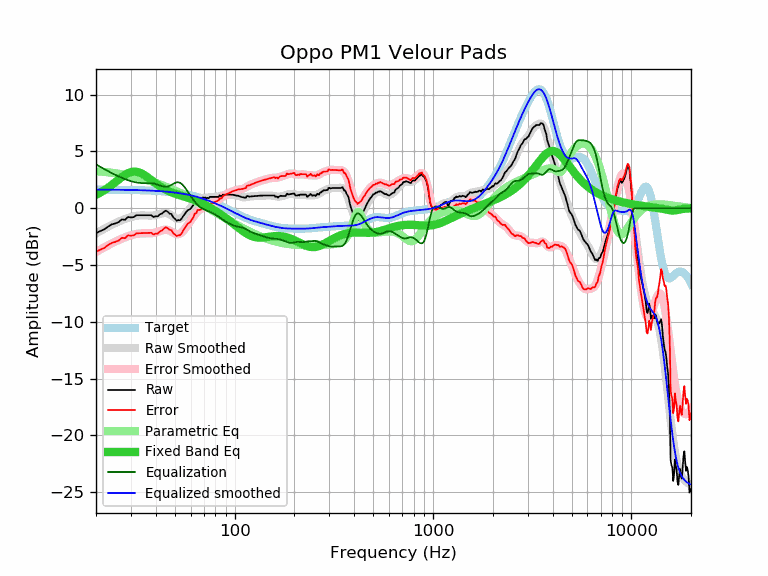 Oppo PM1 Velour Pads
10
5
0
−5
−10
−15
−20
−25
Amplitude (dBr)
Target
Raw Smoothed
Error Smoothed
Raw
Error
Parametric Eq
Fixed Band Eq
Equalization
Equalized smoothed
100 1000 10000
Frequency (Hz)